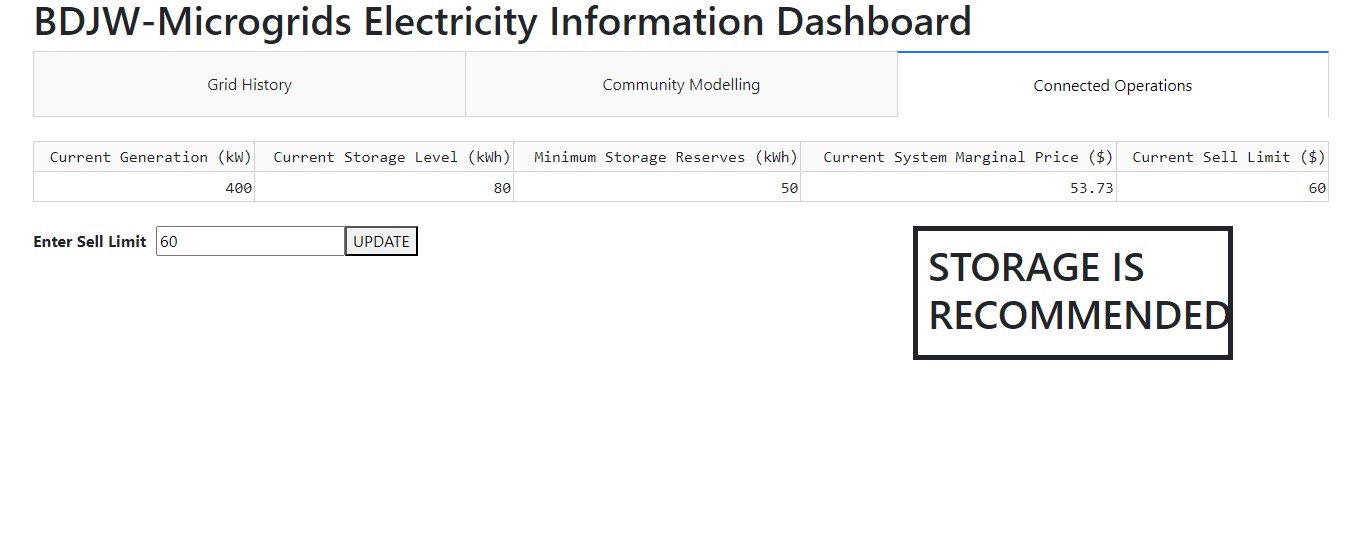 BDJW-Microgrids Electricity Information Dashboard
Grid History Community Modelling Connected Operations
Current Generation (kW) Current Storage Level (kWh) Minimum Storage Reserves (kWh) Current System Marginal Price ($) Current Sell Limit ($)
400 80 50 53.73 60
Enter Sell Limit 60 UPDATE
STORAGE IS
RECOMMENDED